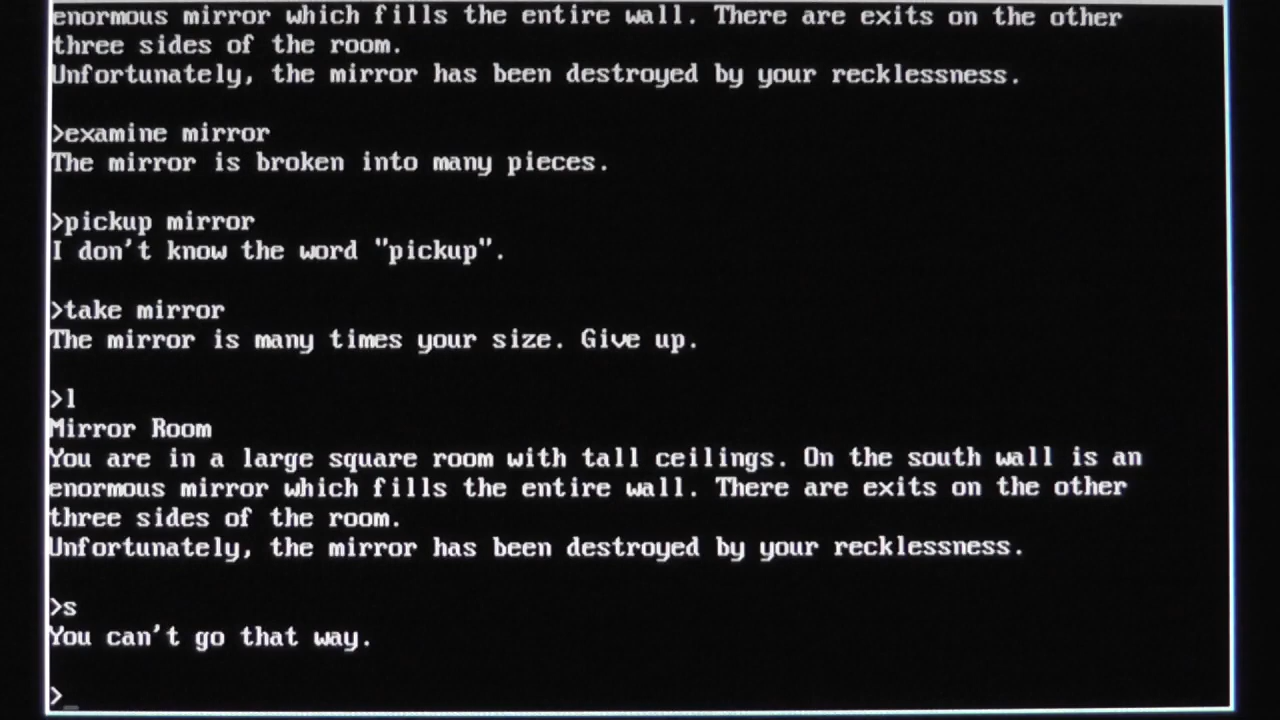 enormous mirror which fills the entire wall. There are exits on the other
three sides of the room.
Unfortunately, the mirror has been destroyed by your recklessness.
>examine mirror
The mirror is broken into many pieces.
>pickup mirror
I don't know the word "pickup".
>take mirror
The mirror is many times your size. Give up.
>l
Mirror Room
You are in a large square room with tall ceilings. On the south wall is an
enormous mirror which fills the entire wall. There are exits on the other
three sides of the room.
Unfortunately, the mirror has been destroyed by your recklessness.
>s
You can't go that way.
>_